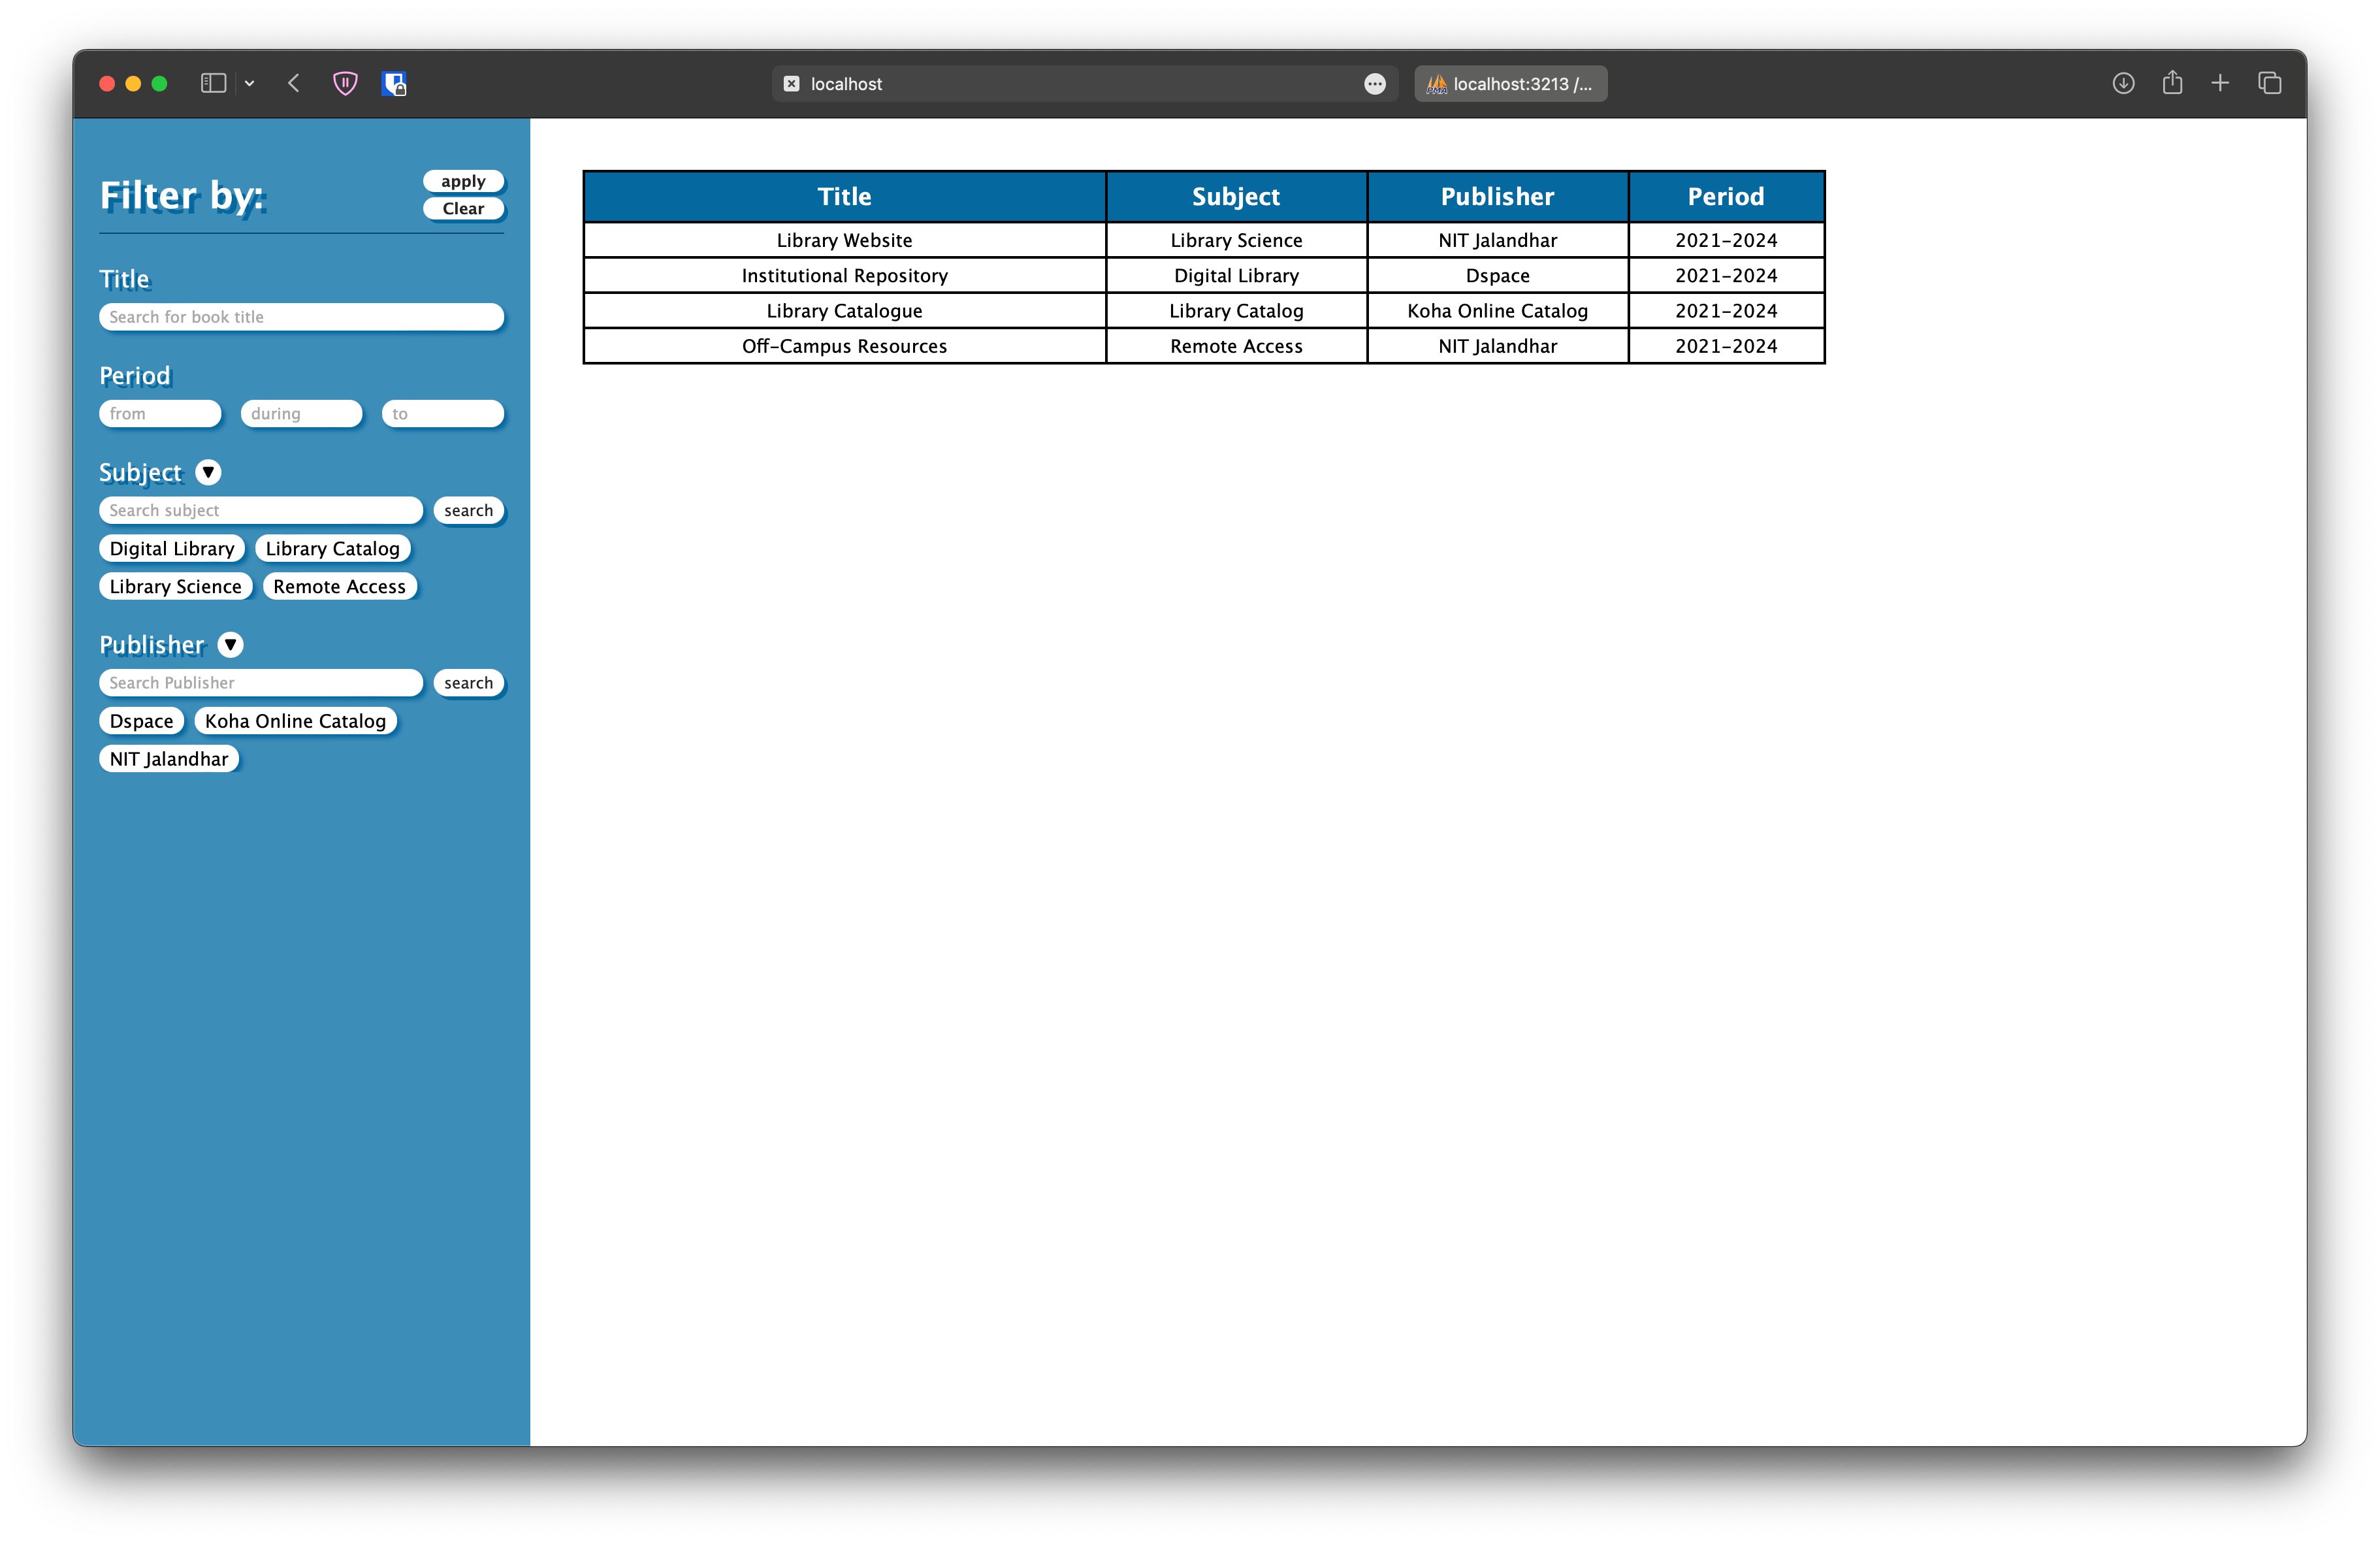 localhost
localhost:3213 /...
Filter by:
apply
Clear
Title
Search for book title
Period
from during to
Subject
Search subject search
Digital Library Library Catalog
Library Science Remote Access
Publisher
Search Publisher search
Dspace Koha Online Catalog
NIT Jalandhar
Title Subject Publisher Period
Library Website Library Science NIT Jalandhar 2021-2024
Institutional Repository Digital Library Dspace 2021-2024
Library Catalogue Library Catalog Koha Online Catalog 2021-2024
Off-Campus Resources Remote Access NIT Jalandhar 2021-2024